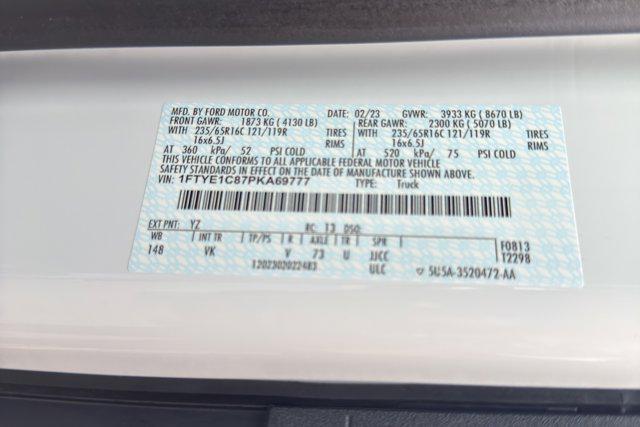 MFD. BY FORD MOTOR CO. DATE: 02/23 GVWR: 3933 KG ( 8670 LB)
FRONT GAWR: 1873 KG ( 4130 LB) REAR GAWR: 2300 KG ( 5070 LB)
WITH 235/65R16C 121/119R TIRES WITH 235/65R16C 121/119R TIRES
16x6.5J RIMS 16x6.5J RIMS
AT 360 kPa/ 52 PSI COLD AT 520 kPa/ 75 PSI COLD
THIS VEHICLE CONFORMS TO ALL APPLICABLE FEDERAL MOTOR VEHICLE
SAFETY STANDARDS IN EFFECT ON THE DATE OF MANUFACTURE SHOWN ABOVE.
VIN: 1FTYE1C87PKA69777 TYPE: Truck
EXT PNT: YZ RC: 13 DSO:
WB INT TR TP/PS R AXLE TR SPR F0813
148 VK V 73 U JJCC T2298
12023020222483 ULC 5U5A-3520472-AA